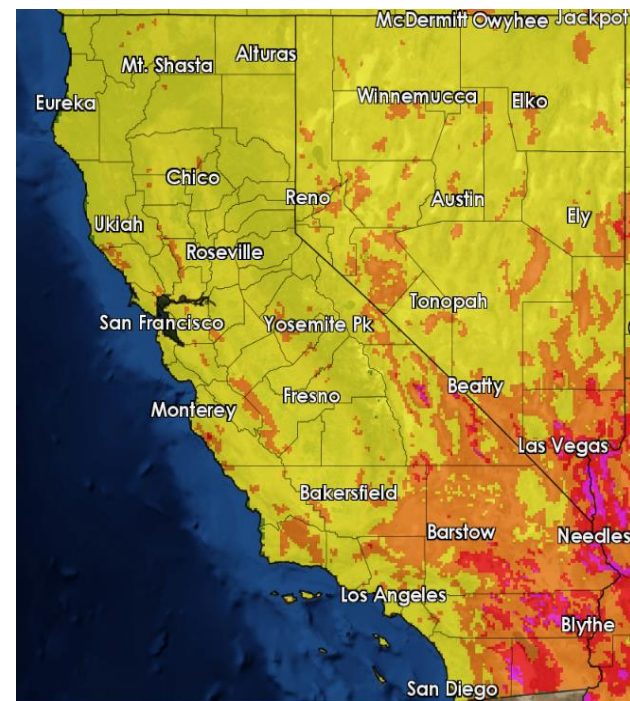 McDermitt Owyhee Jackpot
Alturas
Mt. Shasta
Eureka
Winnemucca Elko
Chico
Reno Austin
Ely
Ukiah
Roseville
Tonopah
San Francisco Yosemite Pk
Beatty
Fresno
Monterey
Las Vegas
Bakersfield
Barstow Needles
Los Angeles
Blythe
San Diego